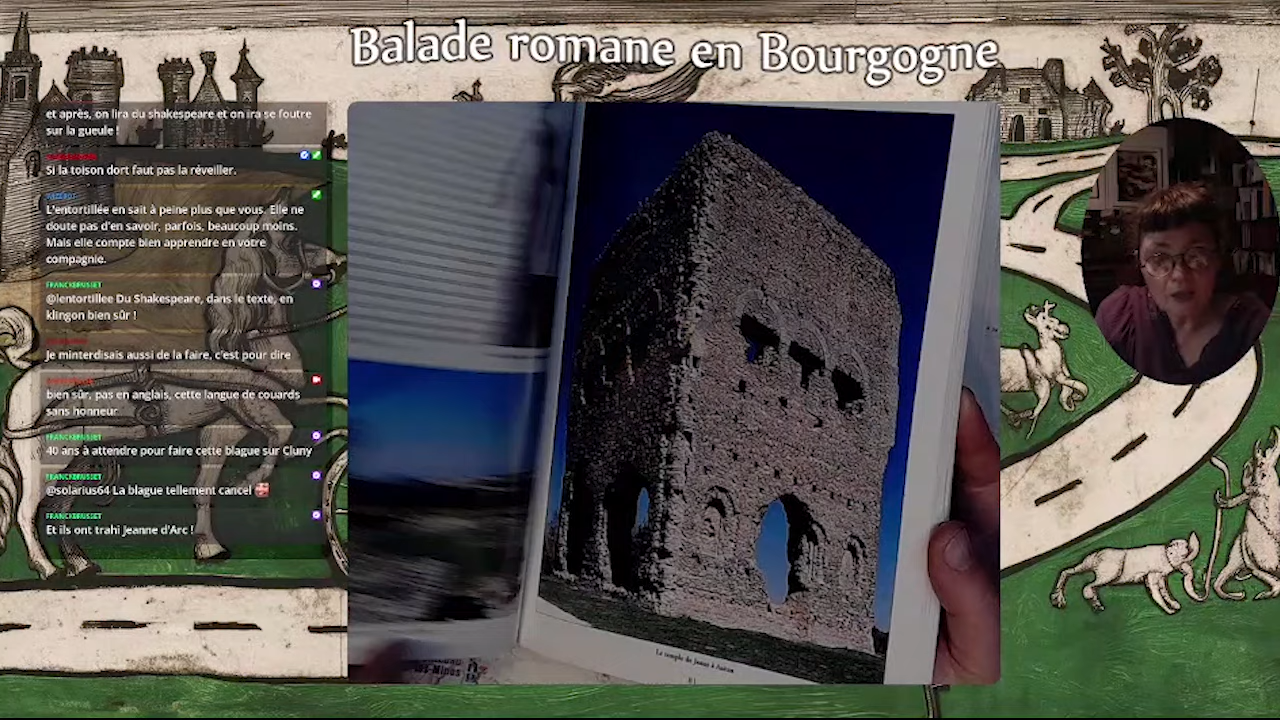 Balade romane en Bourgogne
et après, on lira du shakespeare et on ira se foutre
sur la gueule !
Si la toison dort faut pas la réveiller.
L'entortillée en sait à peine plus que vous. Elle ne
doute pas d'en savoir, parfois, beaucoup moins.
Mais elle compte bien apprendre en votre
compagnie.
FRANCKBRUSSET
@lentortillee Du Shakespeare, dans le texte, en
klingon bien sûr !
Je minterdisais aussi de la faire, c'est pour dire
bien sûr, pas en anglais, cette langue de couards
sans honneur
FRANCKBRUSSET
40 ans à attendre pour faire cette blague sur Cluny
FRANCKBRUSSET
@solarius64 La blague tellement cancel
FRANCKBRUSSET
Et ils ont trahi Jeanne d'Arc !
Le temple de Janus à Autun